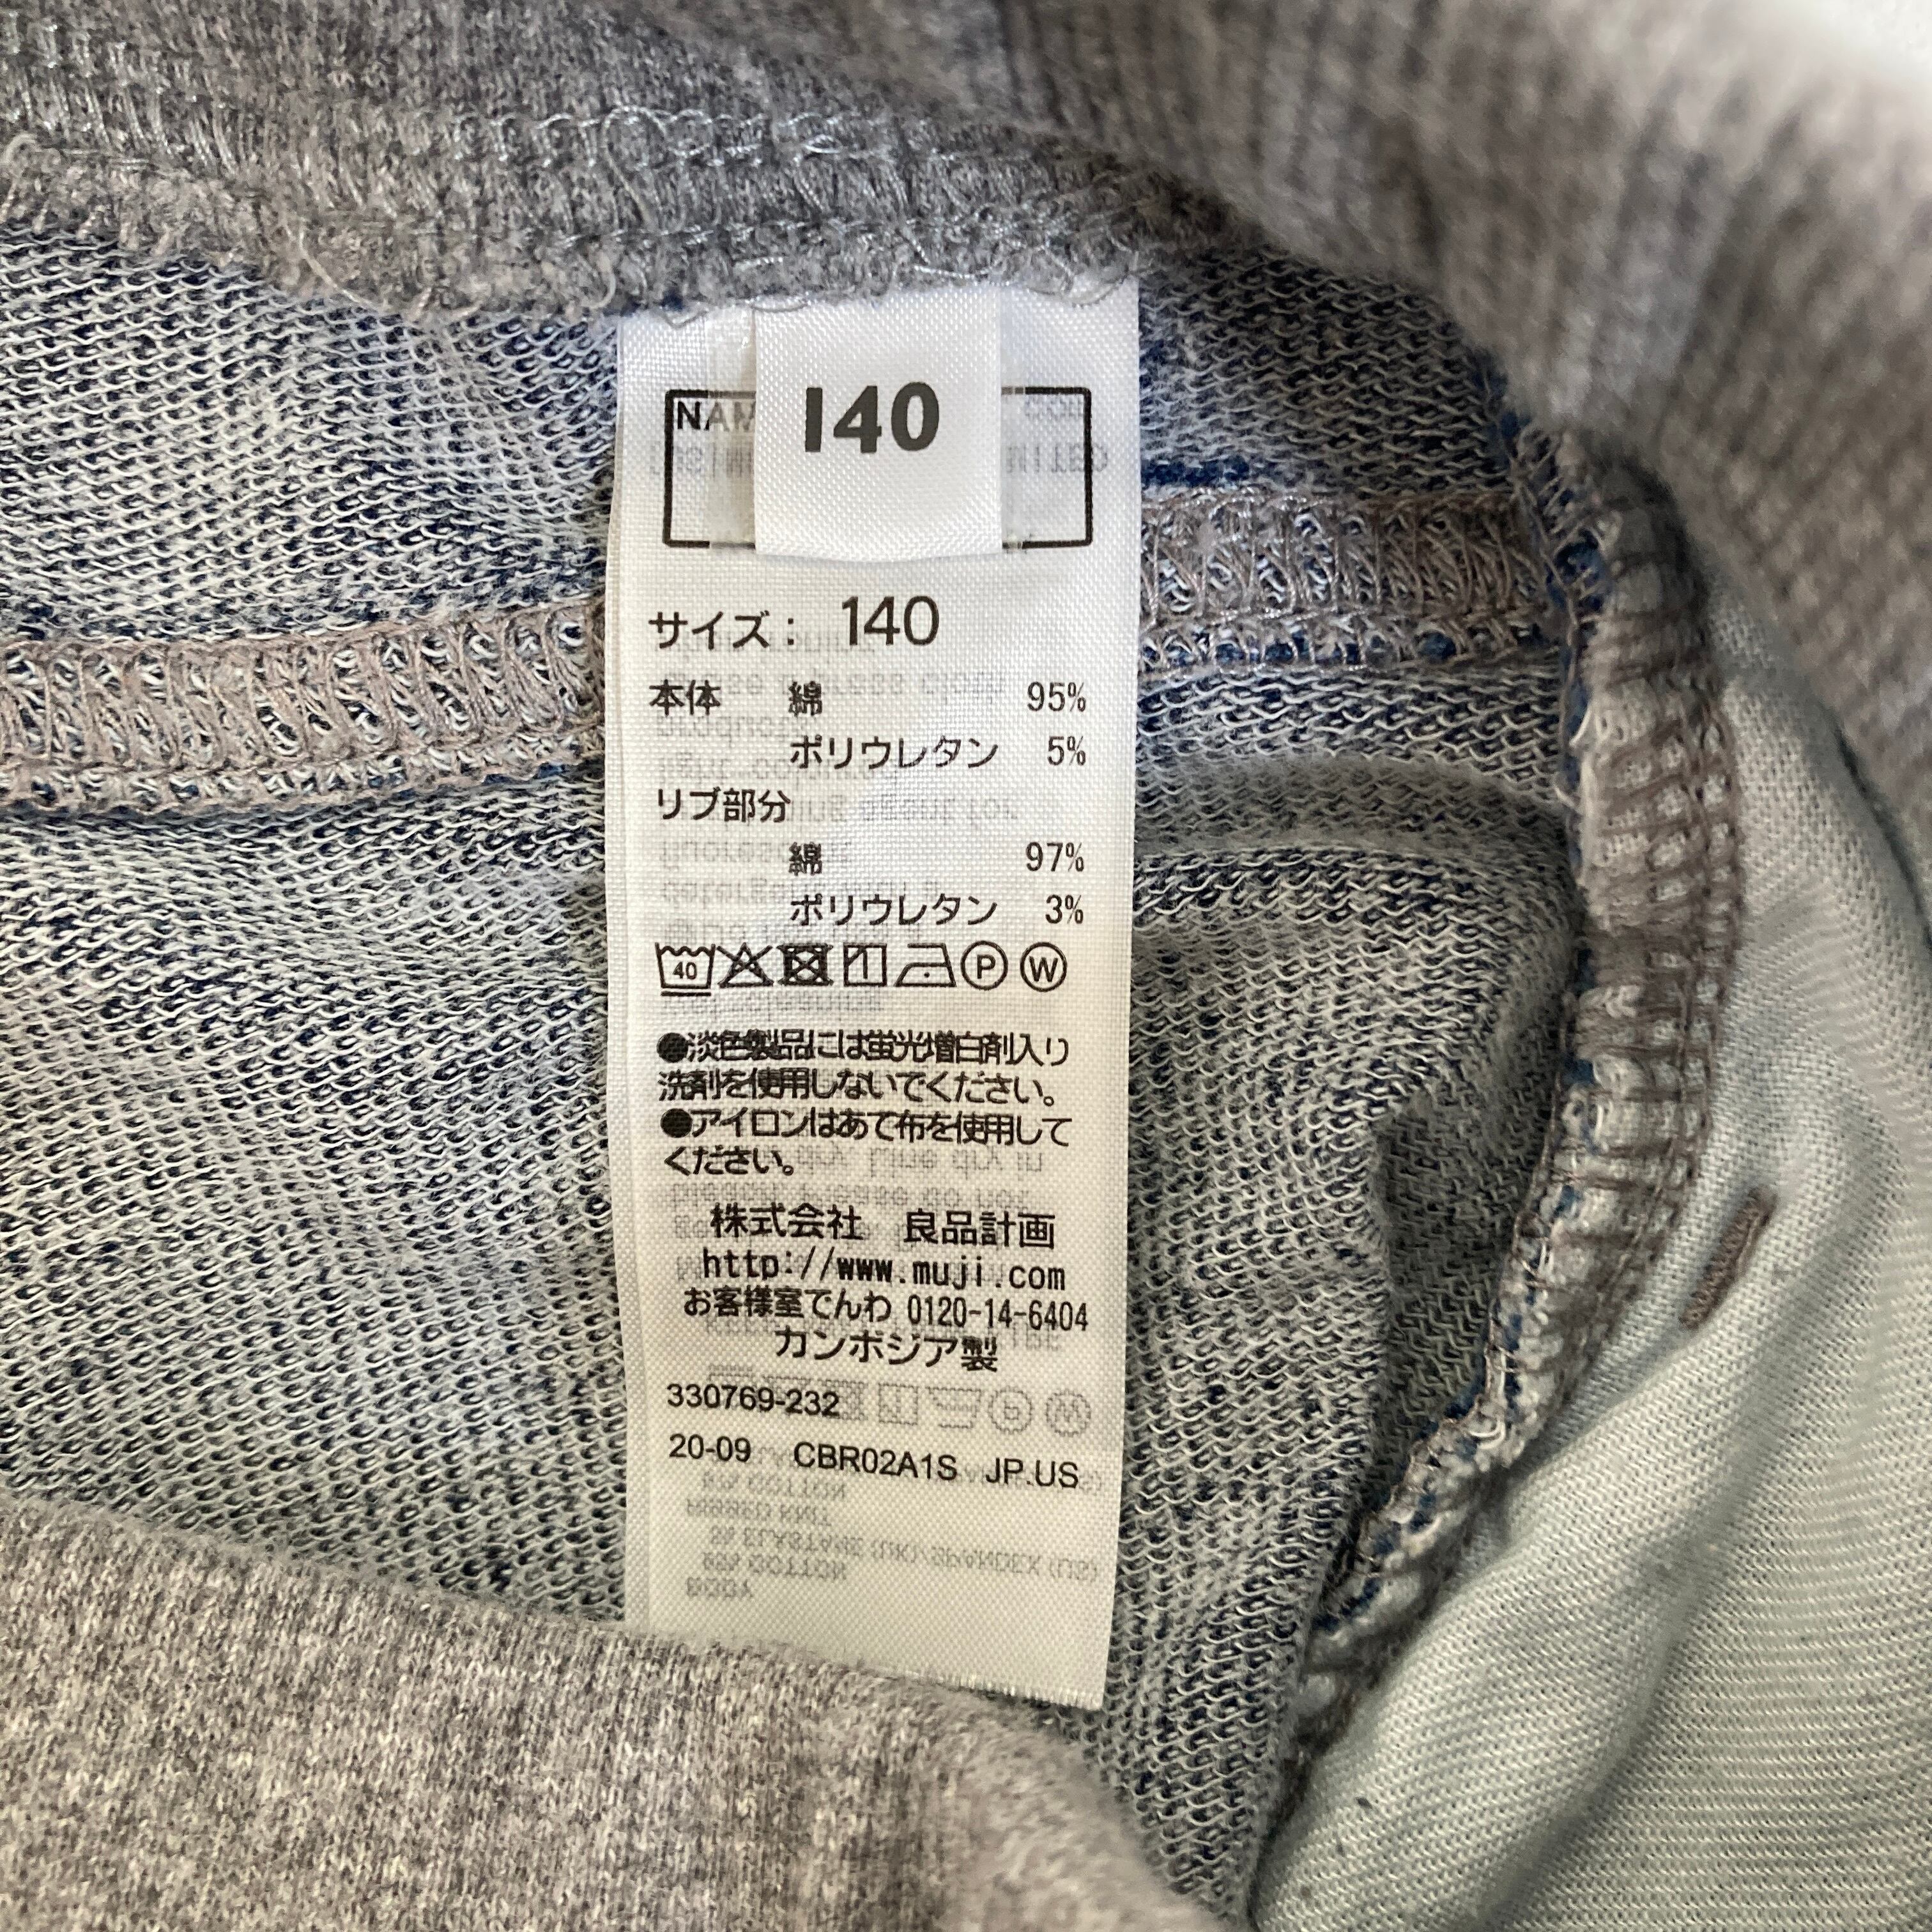 140
NAM
サイズ： 140
本体 綿 95%
ポリウレタン 5%
リブ部分
綿 97%
ポリウレタン 3%
40 P W
●淡色製品には蛍光増白剤入り
洗剤を使用しないでください。
●アイロンはあて布を使用して
ください。
株式会社 良品計画
http://www.muji.com
お客様室でんわ 0120-14-6404
カンボジア製
330769-232
20-09 CBR02A1S JP.US